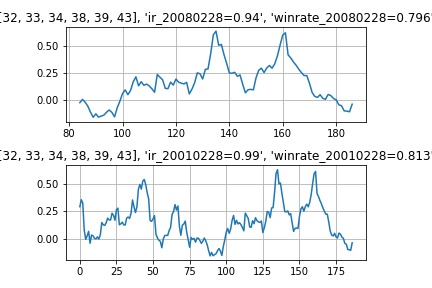 [32, 33, 34, 38, 39, 43], 'ir_20080228=0.94', 'winrate_20080228=0.796'
0.50
0.25
0.00
80 100 120 140 160 180
[32, 33, 34, 38, 39, 43], 'ir_20010228=0.99', 'winrate_20010228=0.813'
0.50
0.25
0.00
0 25 50 75 100 125 150 175